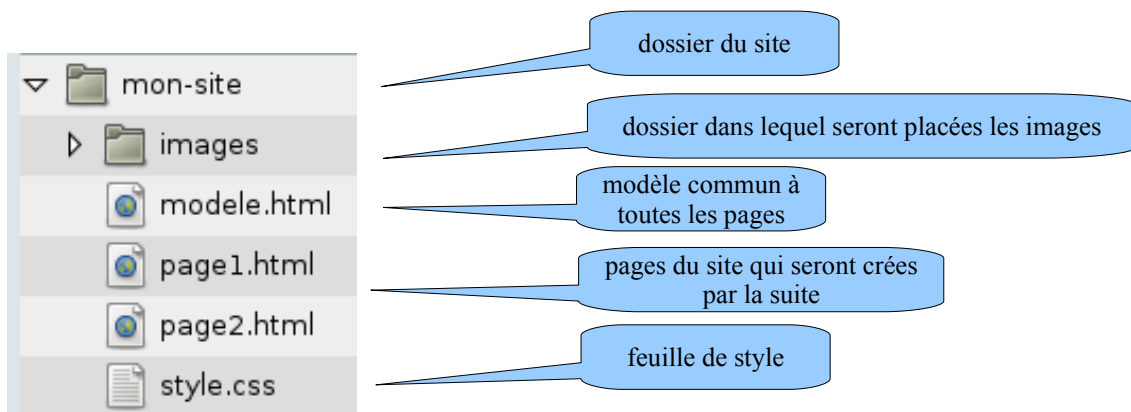 dossier du site
mon-site
dossier dans lequel seront placées les images
images
modèle commun à
toutes les pages
modele.html
pages du site qui seront crées
par la suite
page1.html
page2.html
feuille de style
style.css